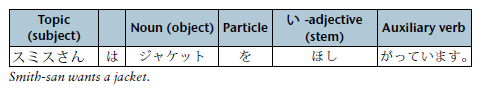 Topic (subject) Noun (object) Particle い -adjective (stem) Auxiliary verb
スミスさん は ジャケット を ほし がっています。
Smith-san wants a jacket.